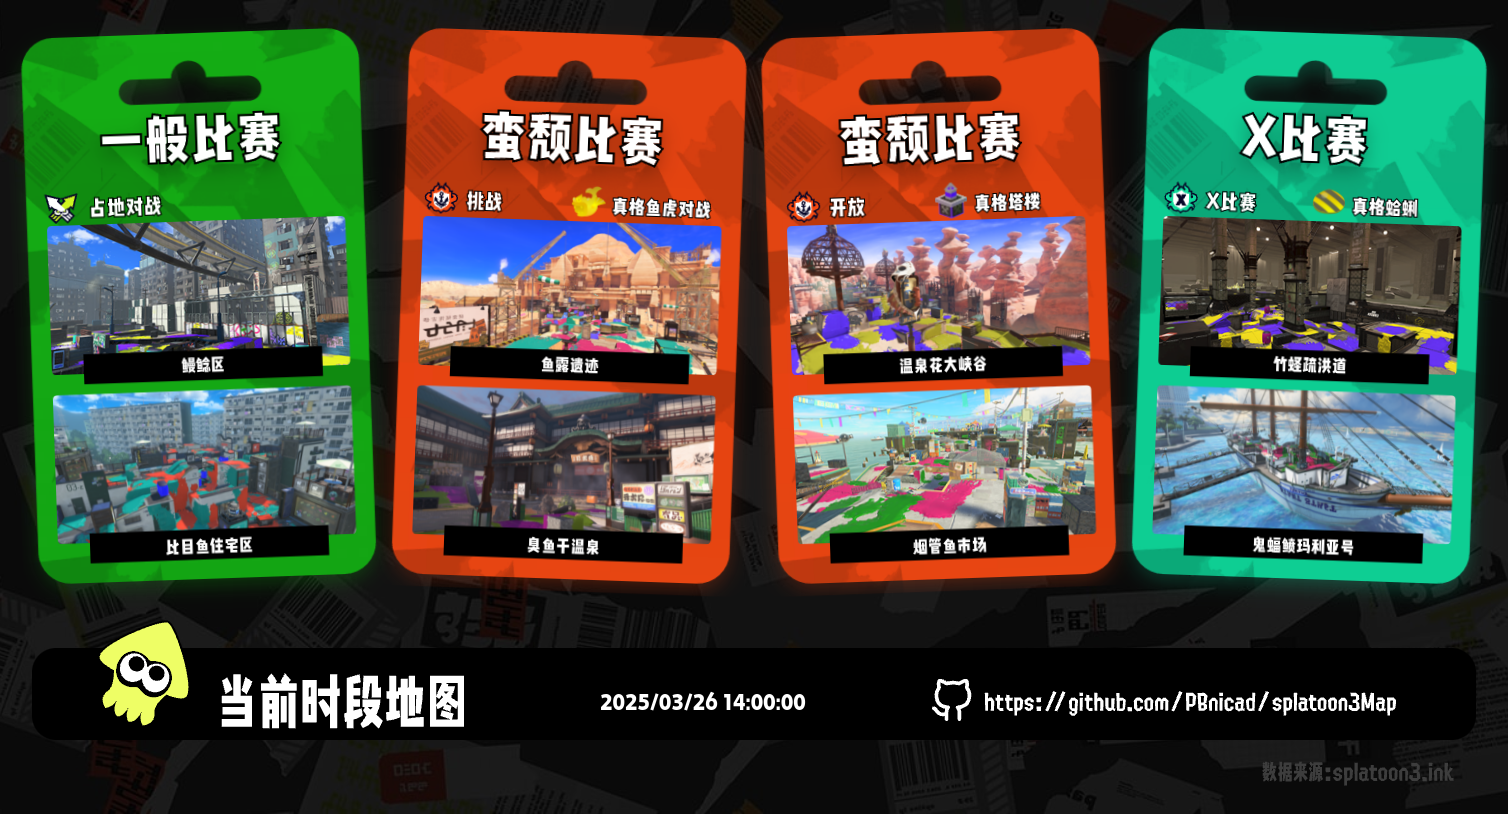 一般比赛
占地对战
鳗鲶区
比目鱼住宅区
蛮颓比赛
挑战
真格鱼虎对战
鱼露遗迹
臭鱼干温泉
蛮颓比赛
开放
真格塔楼
温泉花大峡谷
烟管鱼市场
X比赛
X比赛
真格蛤蜊
竹蛏疏洪道
鬼蝠鲼玛利亚号
当前时段地图
2025/03/26 14:00:00
https://github.com/PBnicad/splatoon3Map
数据来源:splatoon3.ink